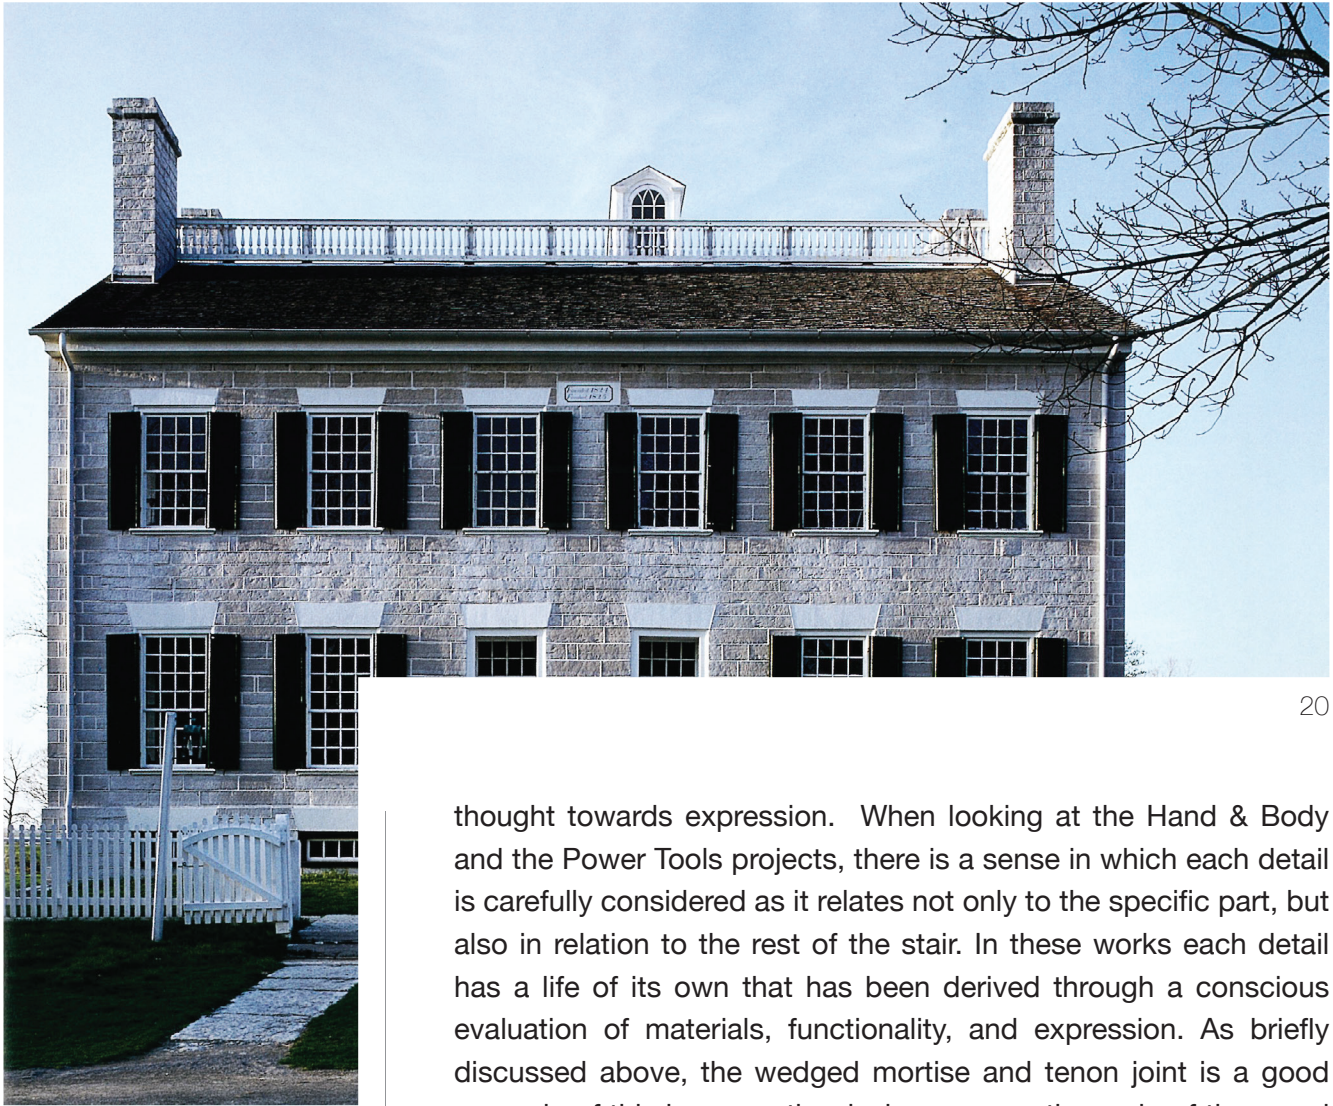 1824
1825
20
thought towards expression. When looking at the Hand & Body
and the Power Tools projects, there is a sense in which each detail
is carefully considered as it relates not only to the specific part, but
also in relation to the rest of the stair. In these works each detail
has a life of its own that has been derived through a conscious
evaluation of materials, functionality, and expression. As briefly
discussed above, the wedged mortise and tenon joint is a good